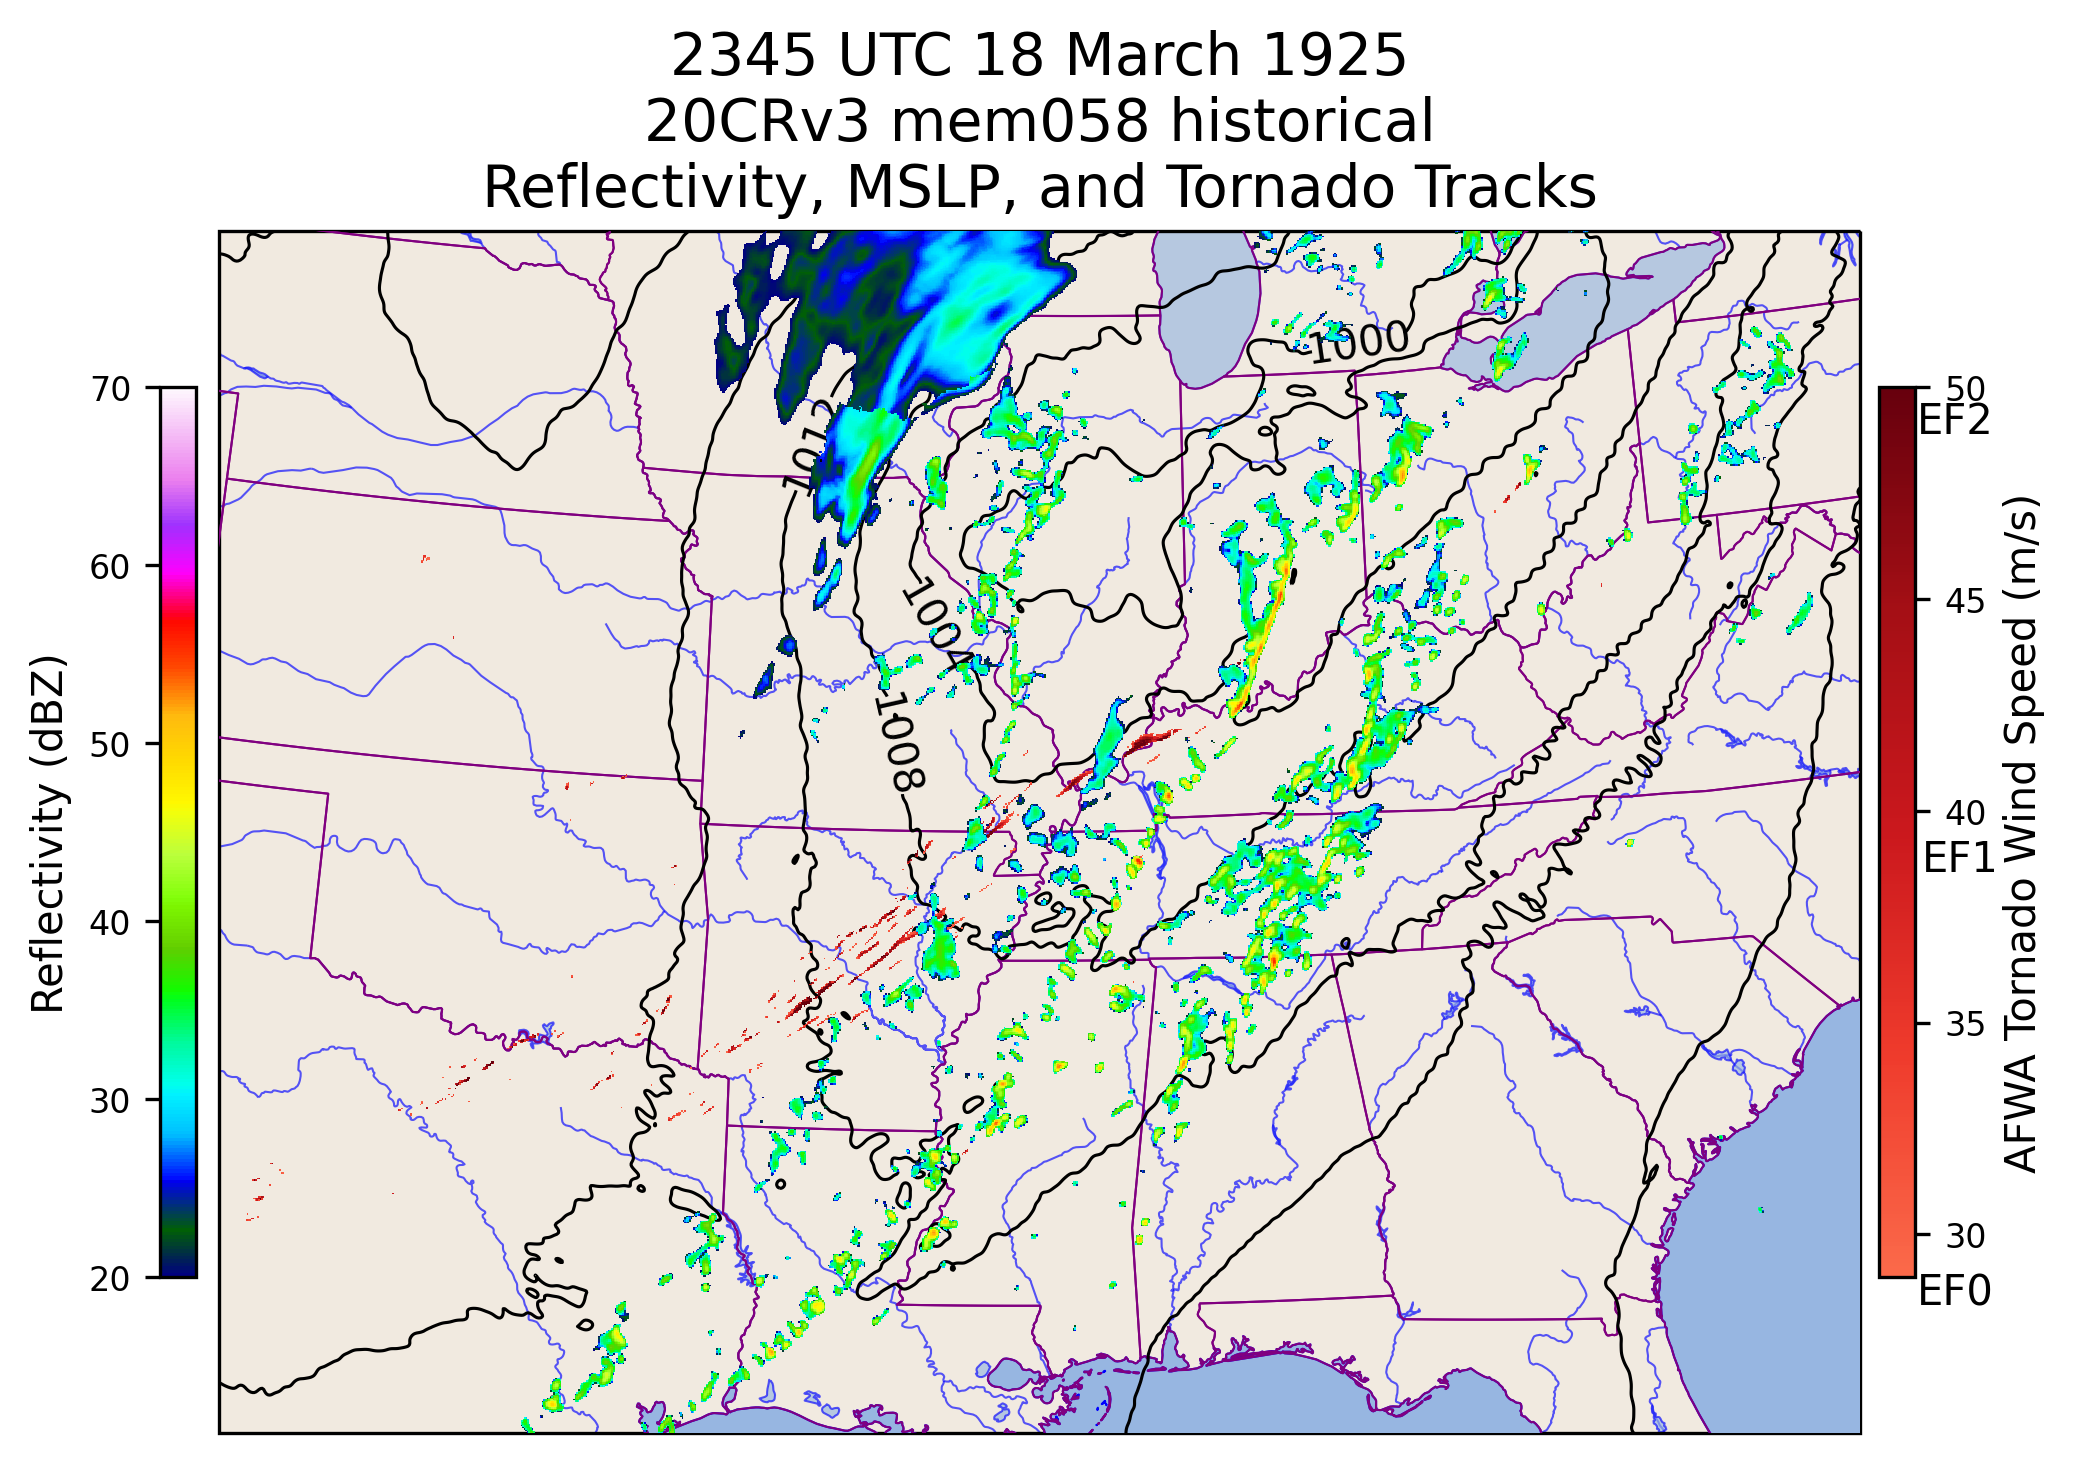 2345 UTC 18 March 1925
20CRv3 mem058 historical
Reflectivity, MSLP, and Tornado Tracks
1000
1012
1004
1008
70
60
50
40
30
20
Reflectivity (dBZ)
50
EF2
45
40
EF1
35
30
EF0
AFWA Tornado Wind Speed (m/s)